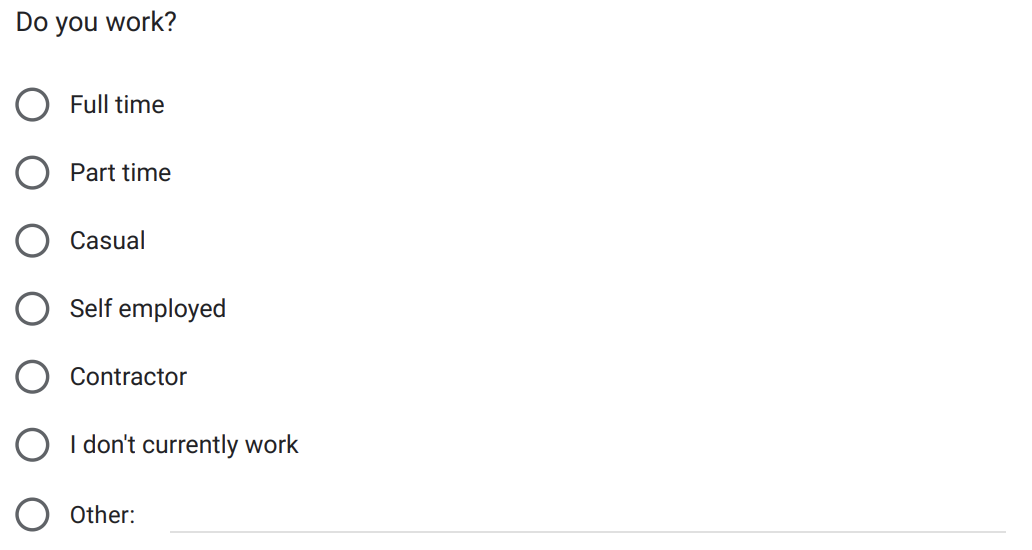 Do you work?
Full time
Part time
Casual
Self employed
Contractor
I don't currently work
Other: